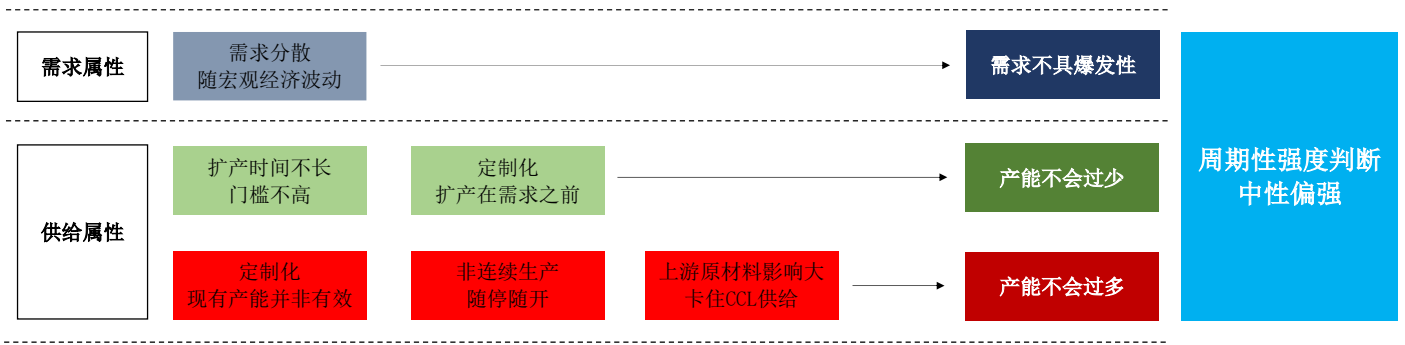 需求属性
需求分散
随宏观经济波动
需求不具爆发性
供给属性
扩产时间不长
门槛不高
定制化
扩产在需求之前
产能不会过少
定制化
现有产能并非有效
非连续生产
随停随开
上游原材料影响大
卡住CCL供给
产能不会过多
周期性强度判断
中性偏强